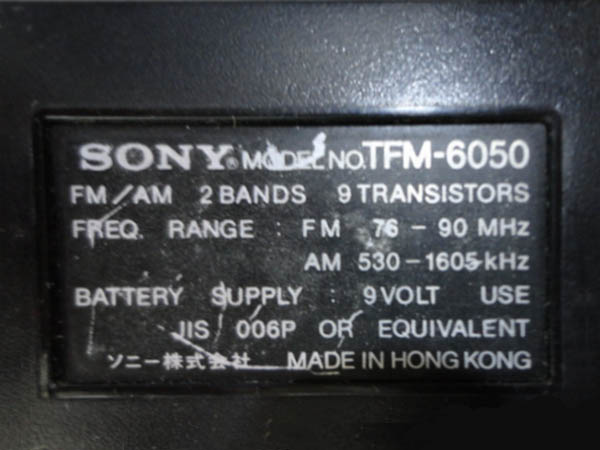 SONY® MODEL NO.TFM-6050
FM/AM 2 BANDS 9 TRANSISTORS
FREQ. RANGE : FM 76 - 90 MHz
AM 530-1605 kHz
BATTERY SUPPLY : 9 VOLT USE
JIS 006P OR EQUIVALENT
ソニー株式会社 MADE IN HONG KONG